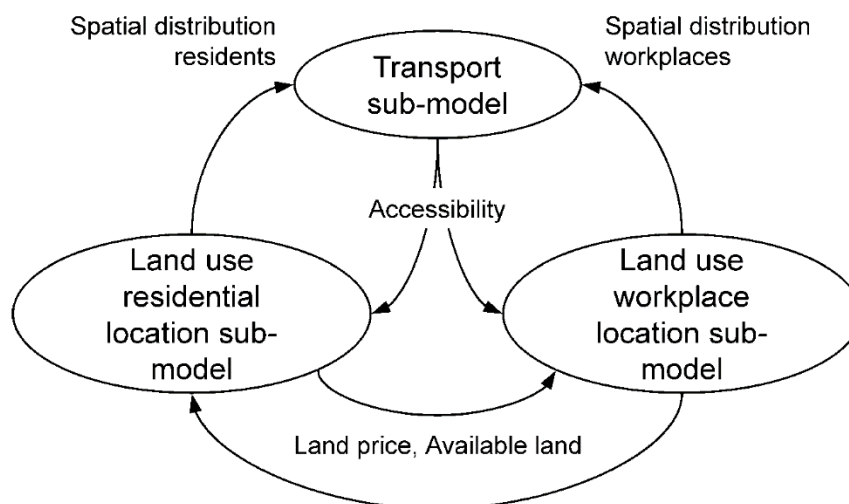 Spatial distribution
residents
Transport
sub-model
Spatial distribution
workplaces
Accessibility
Land use
residential
location sub-
model
Land use
workplace
location sub-
model
Land price, Available land